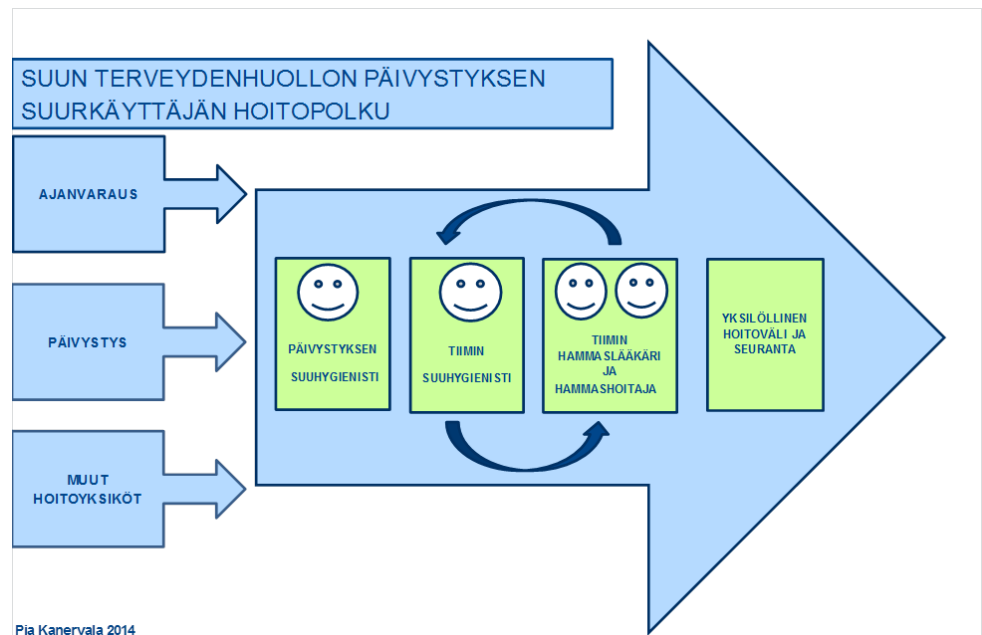 SUUN TERVEYDENHUOLLON PÄIVYSTYKSEN
SUURKÄYTTÄJÄN HOITOPOLKU
AJANVARAUS
PÄIVYSTYS
MUUT
HOITOYKSIKÖT
PÄIVYSTYKSEN
SUUHYGIENISTI
TIIMIN
SUUHYGIENISTI
TIIMIN
HAMMASLÄÄKÄRI
JA
HAMMASHOITAJA
YKSILÖLLINEN
HOITOVÄLI JA
SEURANTA
Pia Kanervala 2014